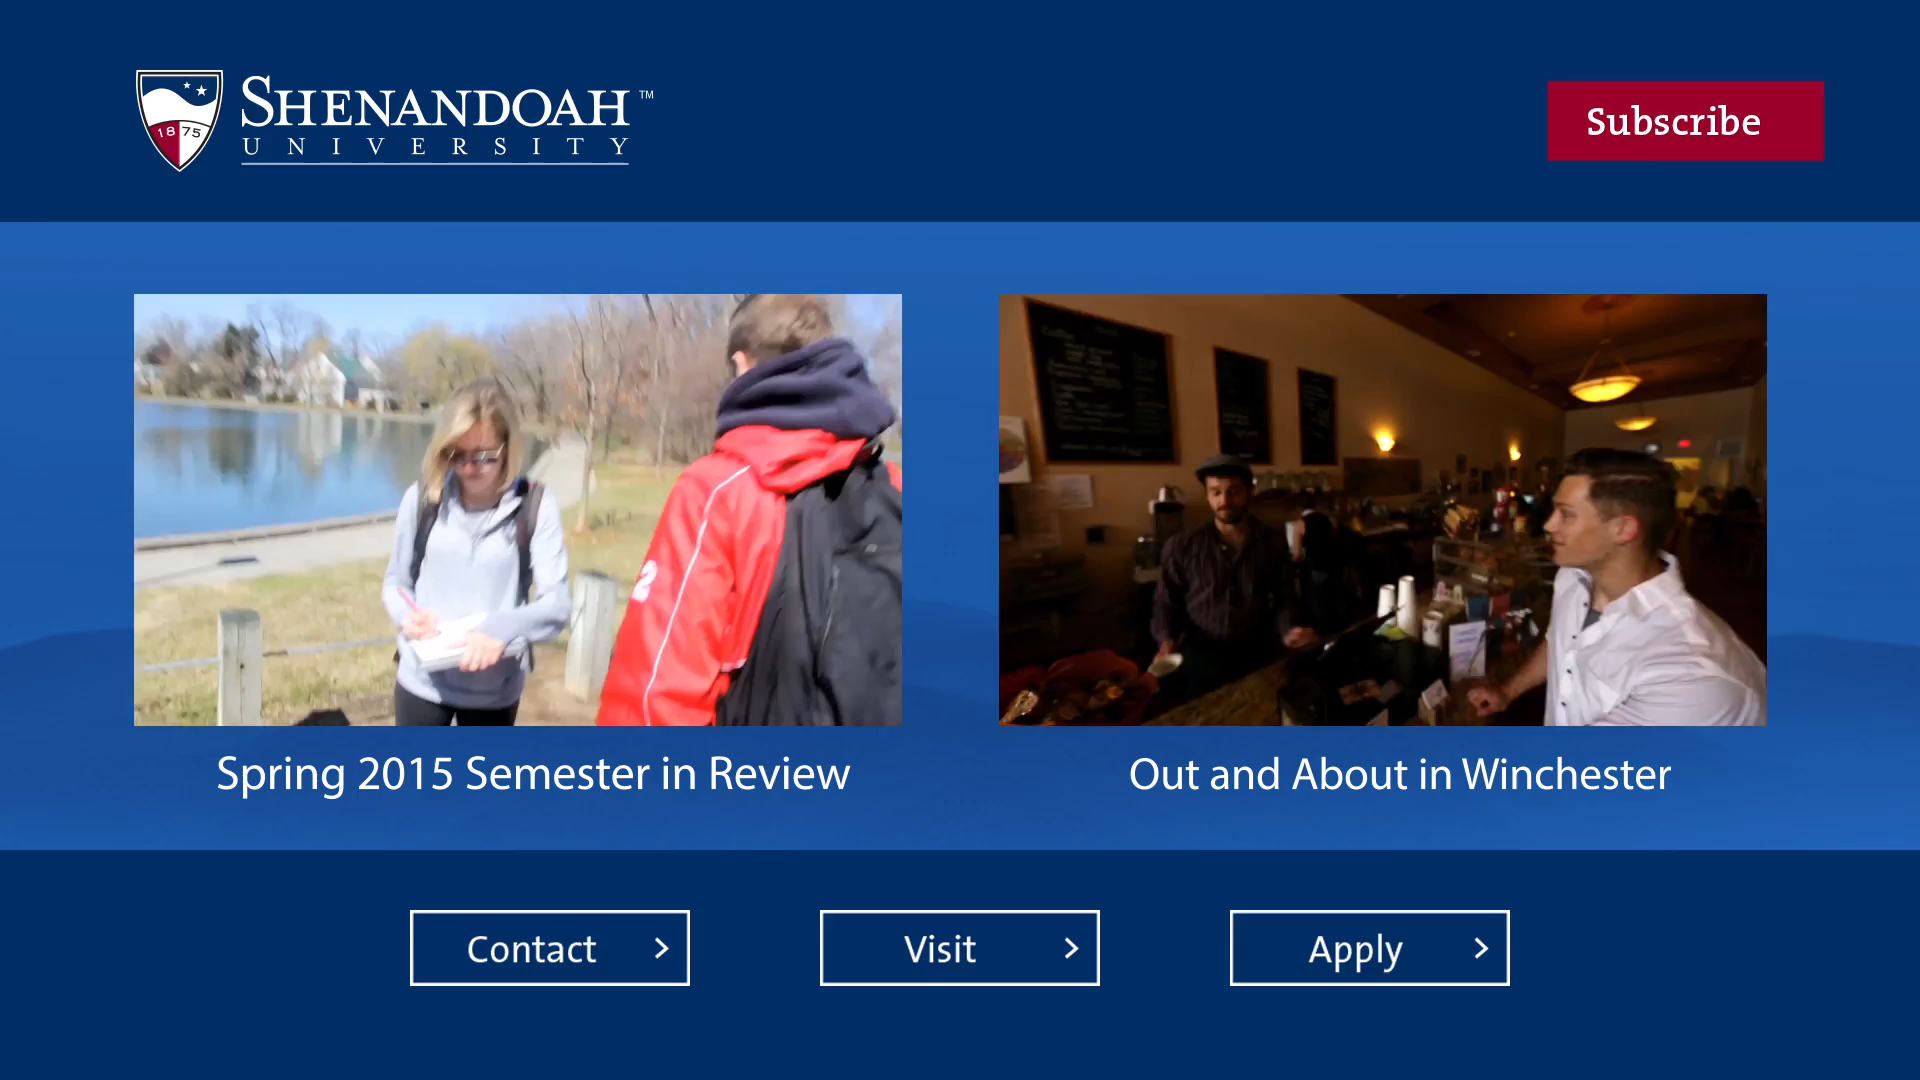 1875
SHENANDOAH™
UNIVERSITY
Subscribe
Spring 2015 Semester in Review
Out and About in Winchester
Contact >
Visit >
Apply >